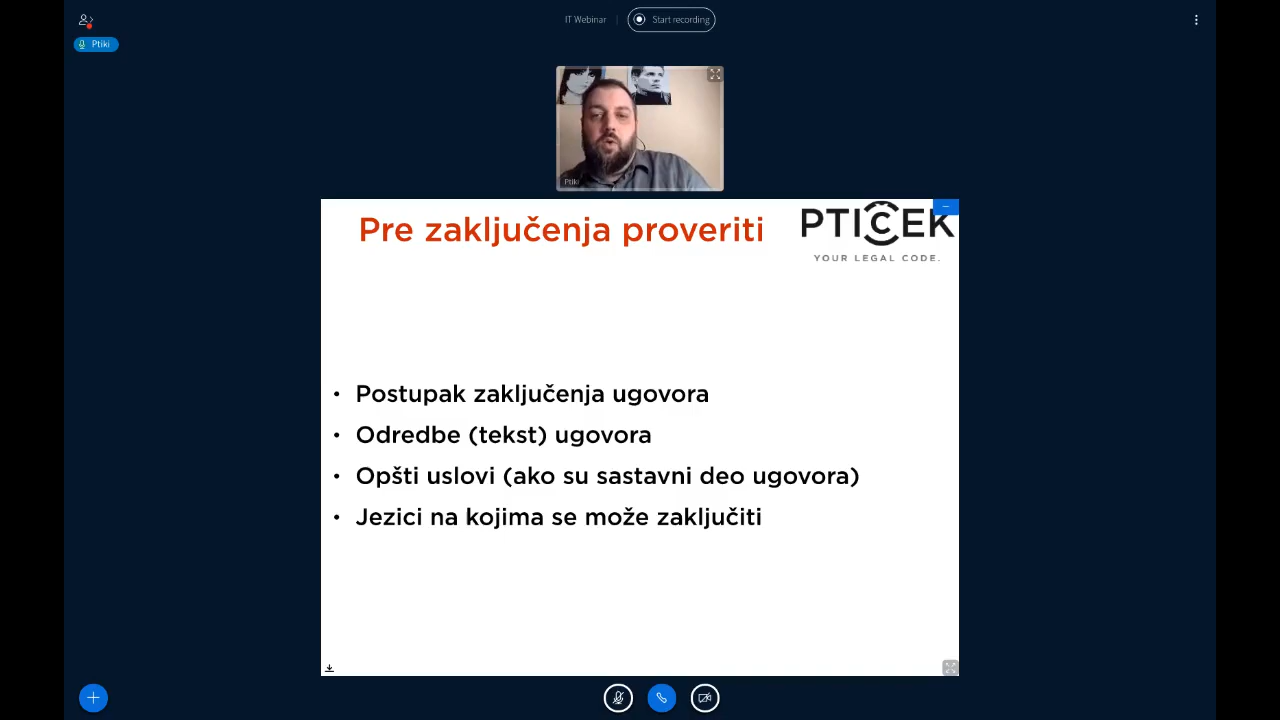 IT Webinar
Start recording
Ptiki
Ptiki
Pre zaključenja proveriti
PTIČEK
YOUR LEGAL CODE.
• Postupak zaključenja ugovora
• Odredbe (tekst) ugovora
• Opšti uslovi (ako su sastavni deo ugovora)
• Jezici na kojima se može zaključiti